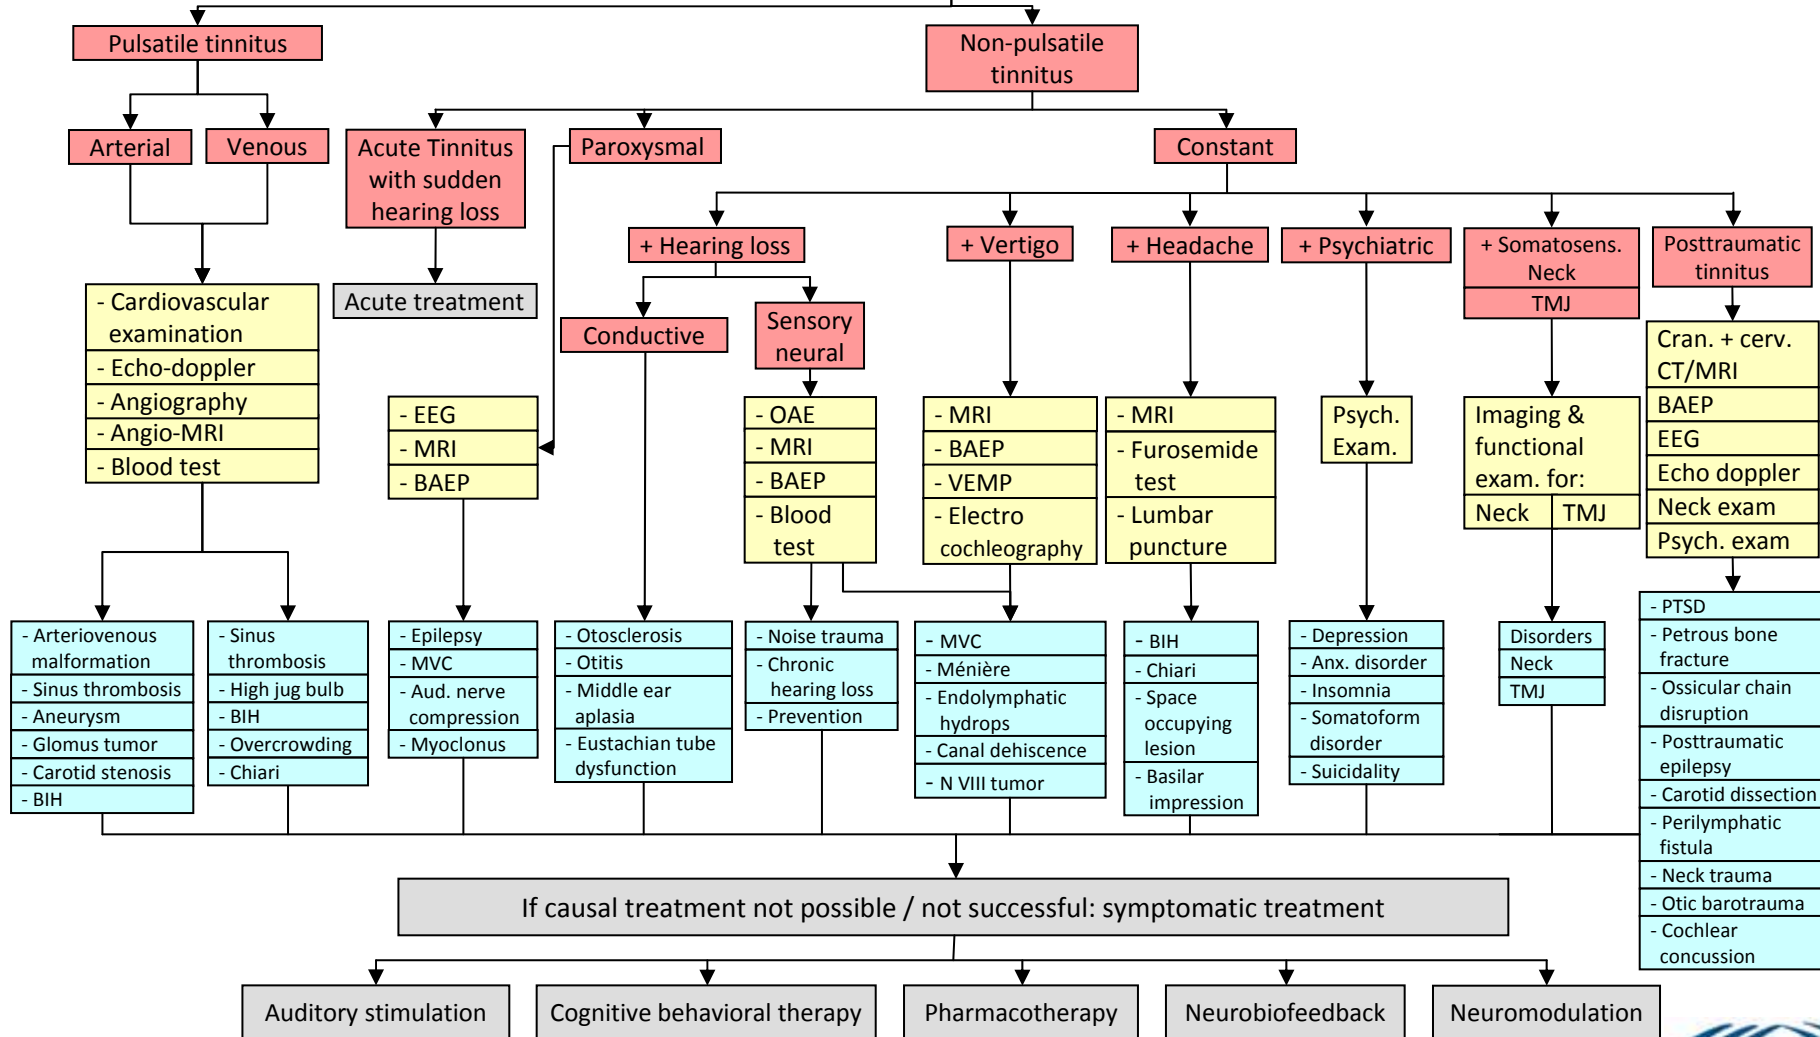 Pulsatile tinnitus
Non-pulsatile
tinnitus
Arterial
Venous
Acute Tinnitus
with sudden
hearing loss
Paroxysmal
Constant
+ Hearing loss
+ Vertigo
+ Headache
+ Psychiatric
+ Somatosens.
Neck
TMJ
Posttraumatic
tinnitus
Acute treatment
Conductive
Sensory
neural
- Cardiovascular
examination
- Echo-doppler
- Angiography
- Angio-MRI
- Blood test
- EEG
- MRI
- BAEP
- OAE
- MRI
- BAEP
- Blood
test
- MRI
- BAEP
- VEMP
- Electro
cochleography
- MRI
- Furosemide
test
- Lumbar
puncture
Psych.
Exam.
Imaging &
functional
exam. for:
Neck
TMJ
Cran. + cerv.
CT/MRI
BAEP
EEG
Echo doppler
Neck exam
Psych. exam
- Arteriovenous
malformation
- Sinus thrombosis
- Aneurysm
- Glomus tumor
- Carotid stenosis
- BIH
- Sinus
thrombosis
- High jug bulb
- BIH
- Overcrowding
- Chiari
- Epilepsy
- MVC
- Aud. nerve
compression
- Myoclonus
- Otosclerosis
- Otitis
- Middle ear
aplasia
- Eustachian tube
dysfunction
- Noise trauma
- Chronic
hearing loss
- Prevention
- MVC
- Ménière
- Endolymphatic
hydrops
- Canal dehiscence
- N VIII tumor
- BIH
- Chiari
- Space
occupying
lesion
- Basilar
impression
- Depression
- Anx. disorder
- Insomnia
- Somatoform
disorder
- Suicidality
Disorders
Neck
TMJ
- PTSD
- Petrous bone
fracture
- Ossicular chain
disruption
- Posttraumatic
epilepsy
- Carotid dissection
- Perilymphatic
fistula
- Neck trauma
- Otic barotrauma
- Cochlear
concussion
If causal treatment not possible / not successful: symptomatic treatment
Auditory stimulation
Cognitive behavioral therapy
Pharmacotherapy
Neurobiofeedback
Neuromodulation